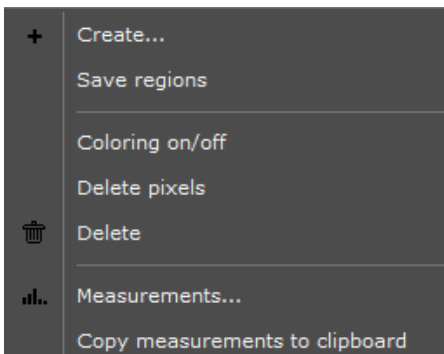 Create...
Save regions
Coloring on/off
Delete pixels
Delete
Measurements...
Copy measurements to clipboard